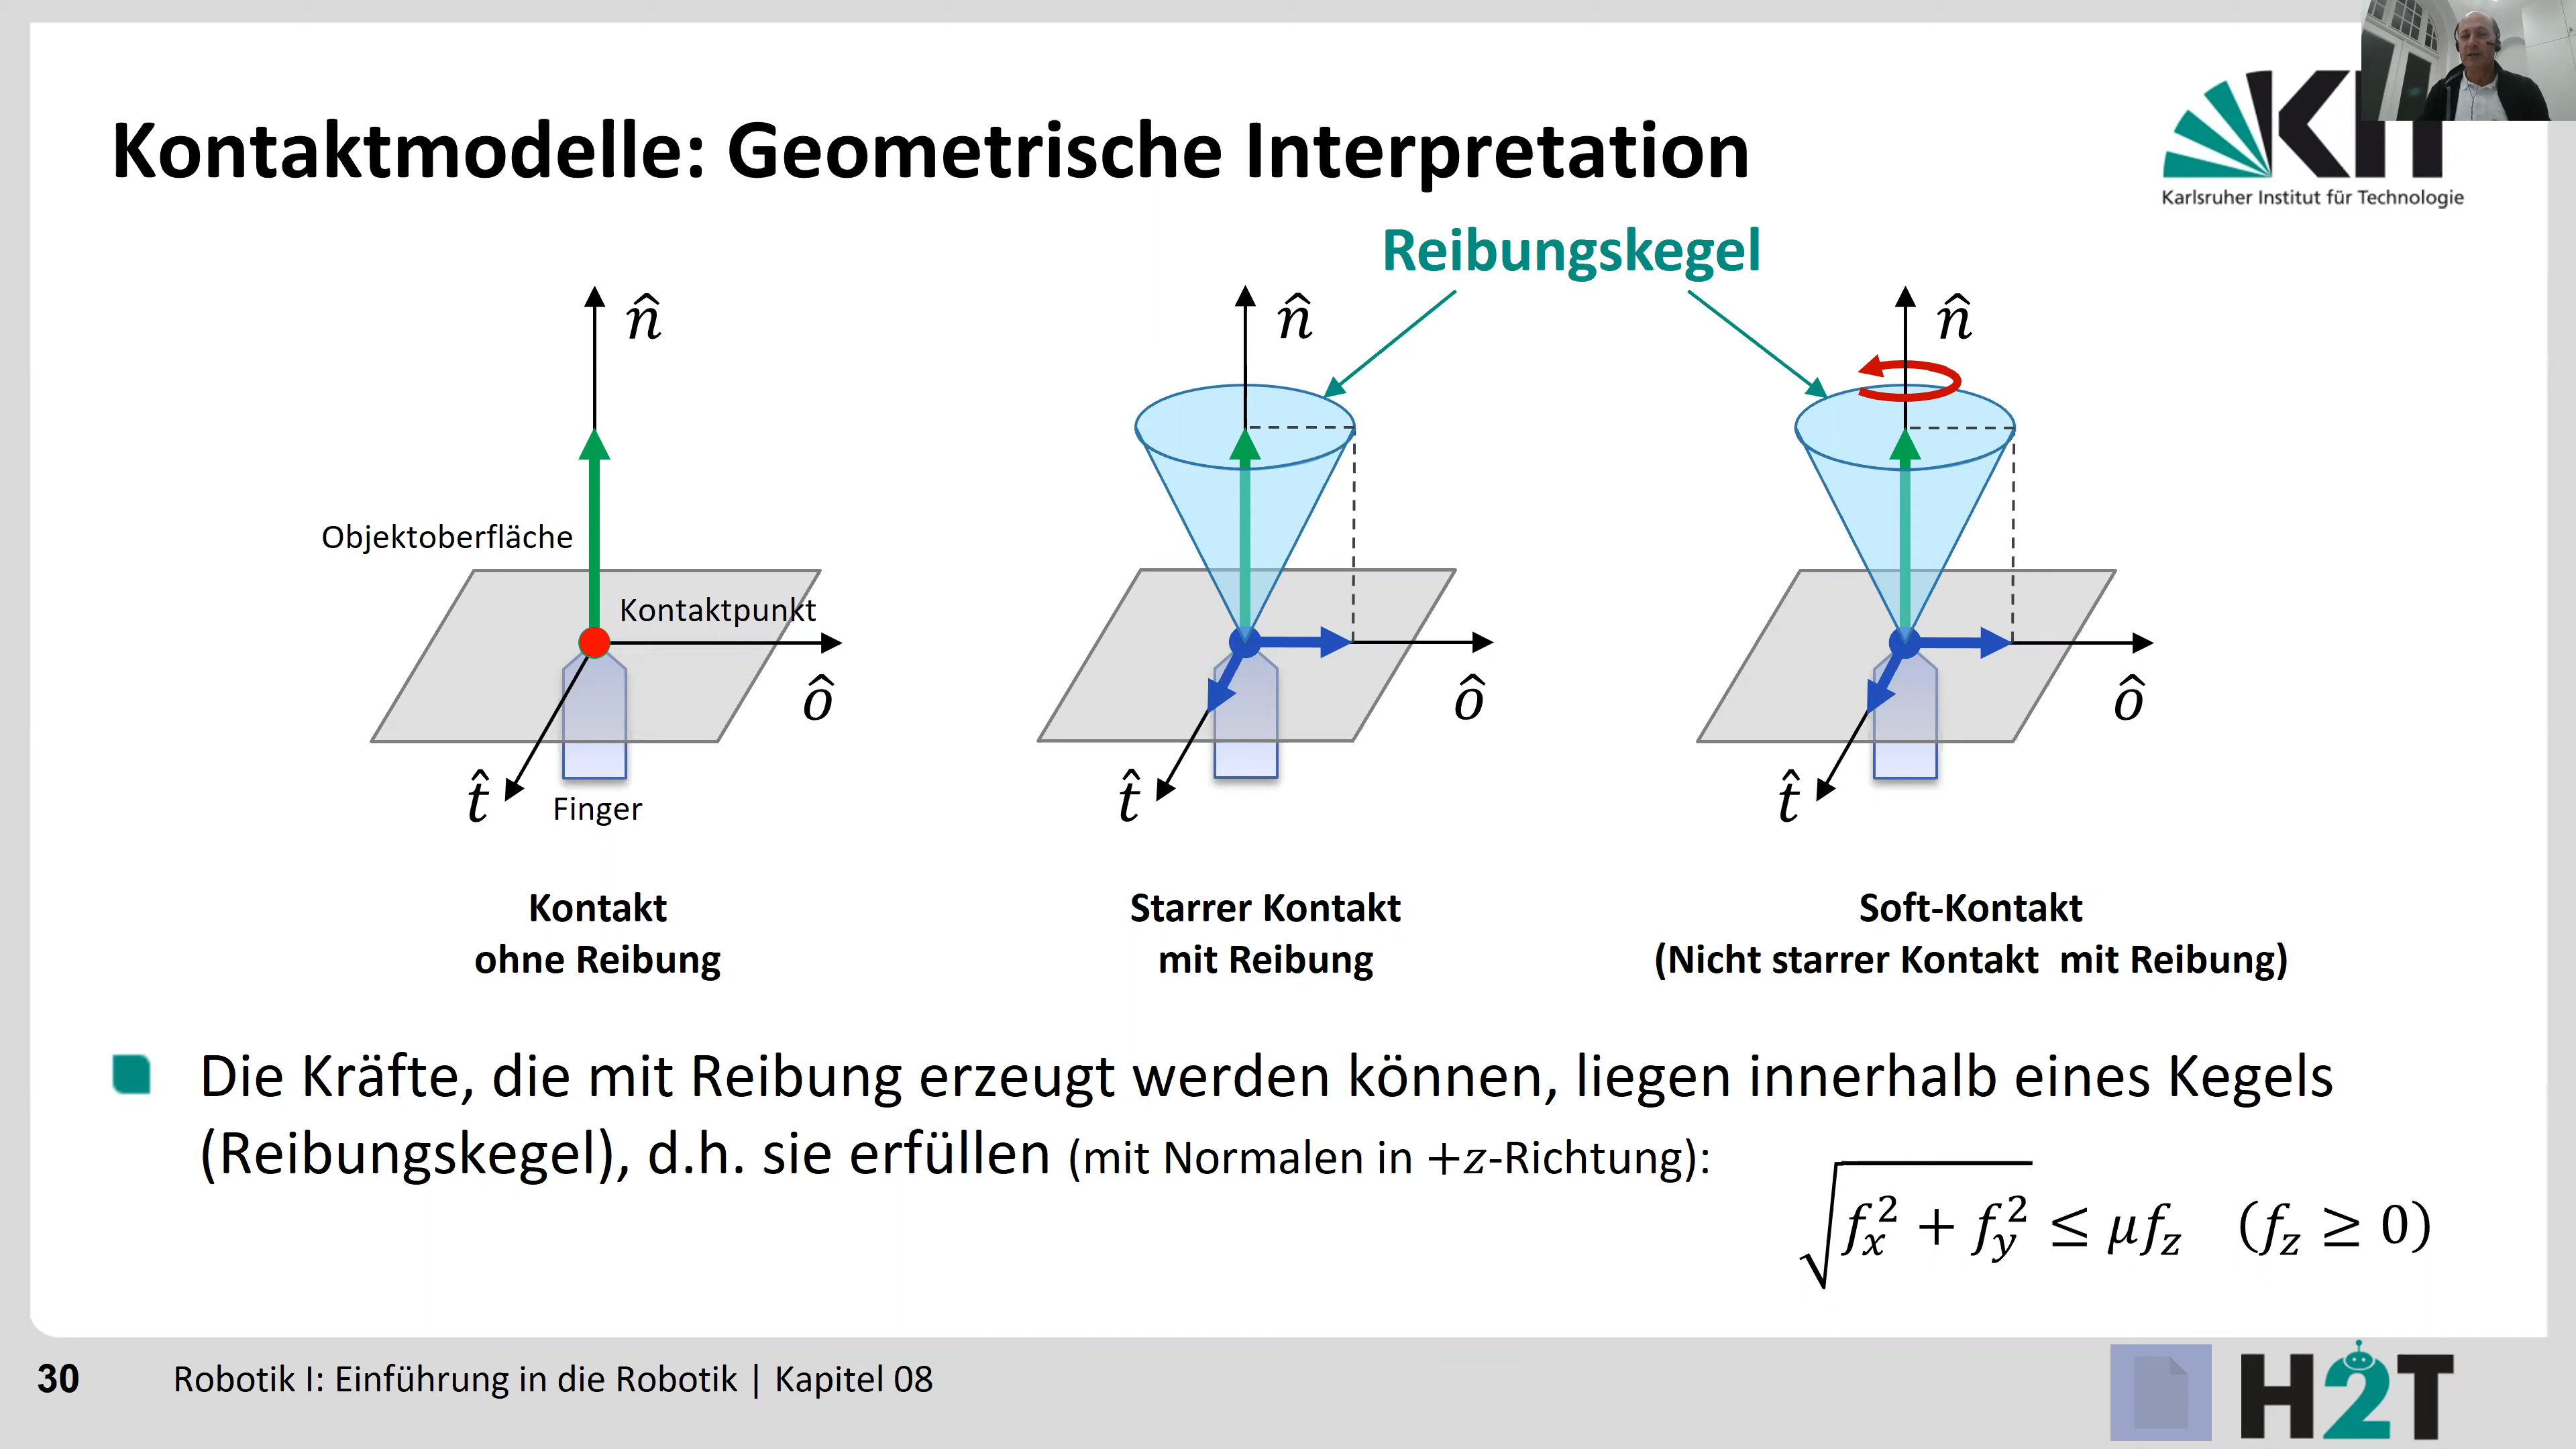 Kontaktmodelle: Geometrische Interpretation
KIT
Karlsruher Institut für Technologie
Reibungskegel
n̂
n̂
n̂
Objektoberfläche
Kontaktpunkt
ô
ô
ô
t̂
t̂
t̂
Finger
Kontakt
ohne Reibung
Starrer Kontakt
mit Reibung
Soft-Kontakt
(Nicht starrer Kontakt mit Reibung)
Die Kräfte, die mit Reibung erzeugt werden können, liegen innerhalb eines Kegels
(Reibungskegel), d.h. sie erfüllen (mit Normalen in +z-Richtung):
√(f_x² + f_y²) ≤ μf_z (f_z ≥ 0)
30
Robotik I: Einführung in die Robotik | Kapitel 08
H2T